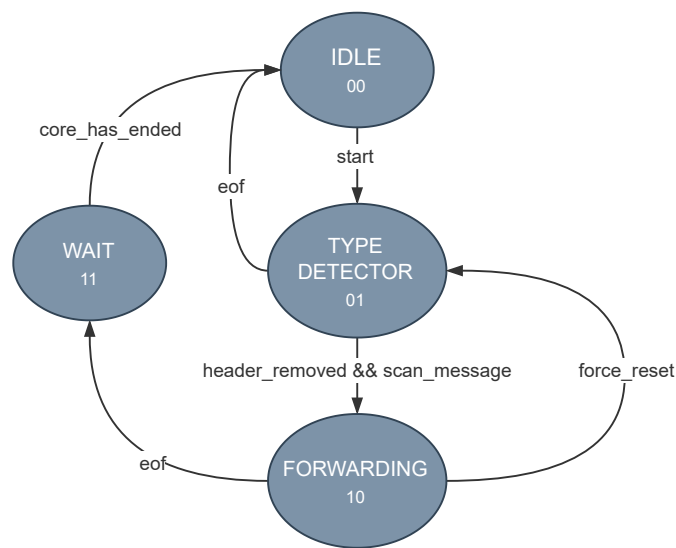 IDLE
00
core_has_ended
start
eof
WAIT
11
TYPE
DETECTOR
01
header_removed && scan_message
force_reset
eof
FORWARDING
10